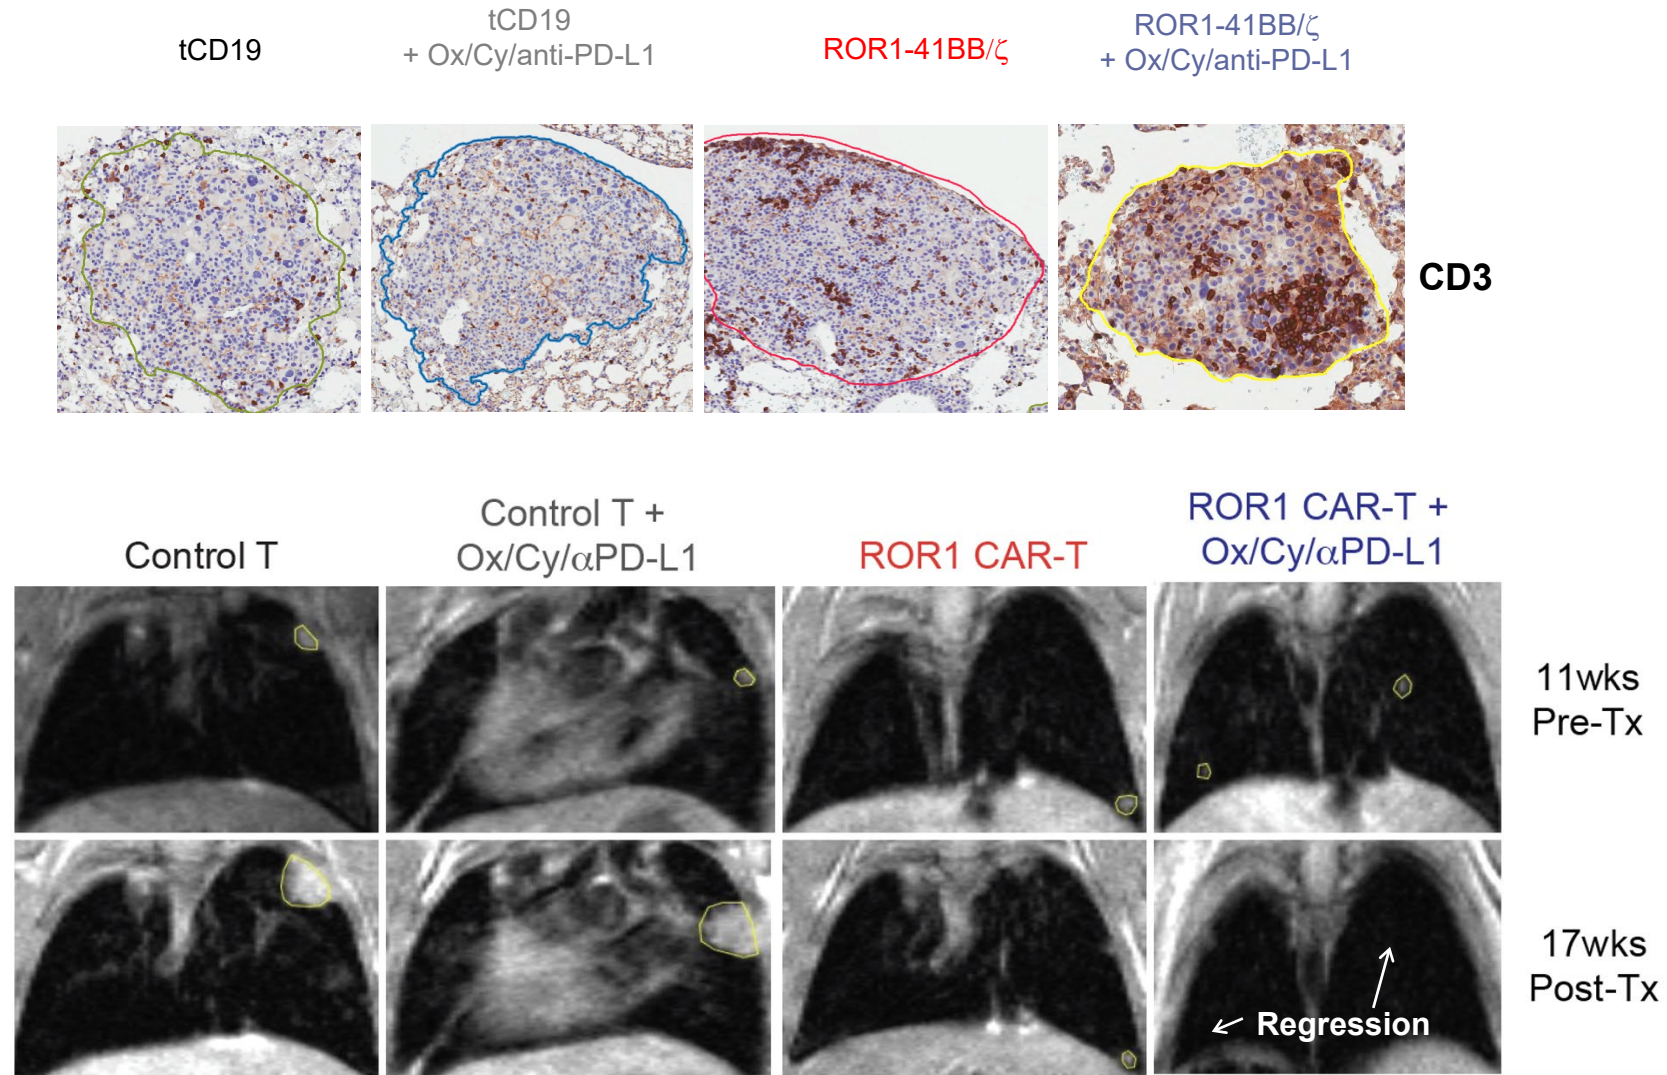 tCD19
tCD19
+ Ox/Cy/anti-PD-L1
ROR1-41BB/ζ
ROR1-41BB/ζ
+ Ox/Cy/anti-PD-L1
CD3
Control T
Control T +
Ox/Cy/αPD-L1
ROR1 CAR-T
ROR1 CAR-T +
Ox/Cy/αPD-L1
11wks
Pre-Tx
17wks
Post-Tx
Regression